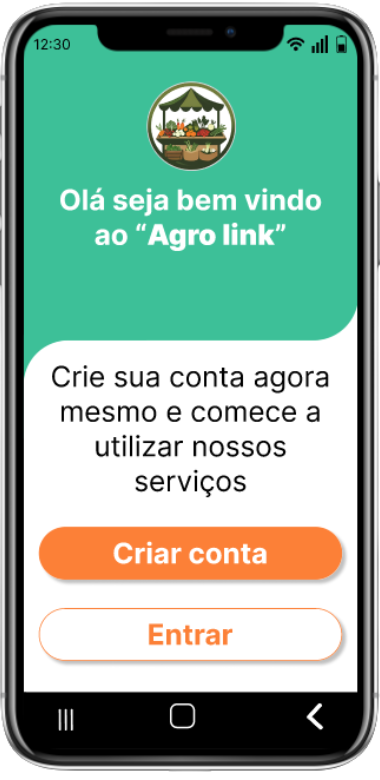 12:30
Olá seja bem vindo
ao “Agro link”
Crie sua conta agora
mesmo e comece a
utilizar nossos
serviços
Criar conta
Entrar